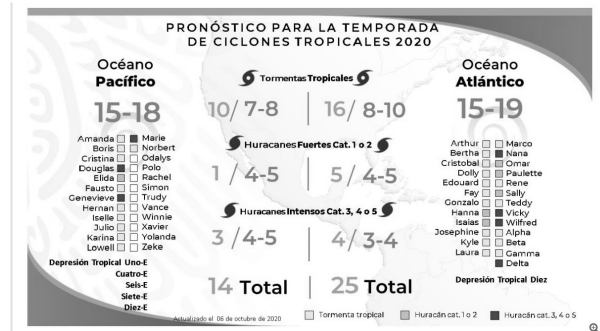 PRONÓSTICO PARA LA TEMPORADA
DE CICLONES TROPICALES 2020
Océano
Pacífico
15-18
Amanda Marie
Boris Norbert
Cristina Odalys
Douglas Polo
Elida Rachel
Fausto Simon
Genevieve Trudy
Hernan Vance
Iselle Winnie
Julio Xavier
Karina Yolanda
Lowell Zeke
Depresión Tropical Uno-E
Cuatro-E
Seis-E
Siete-E
Diez-E
Tormentas Tropicales
10/ 7-8 16/ 8-10
Huracanes Fuertes Cat. 1 o 2
1 / 4-5 5 / 4-5
Huracanes Intensos Cat. 3, 4 o 5
3 / 4-5 4/ 3-4
14 Total 25 Total
Océano
Atlántico
15-19
Arthur Marco
Bertha Nana
Cristobal Omar
Dolly Paulette
Edouard Rene
Fay Sally
Gonzalo Teddy
Hanna Vicky
Isaias Wilfred
Josephine Alpha
Kyle Beta
Laura Gamma
Delta
Depresión Tropical Diez
Actualizado el 06 de octubre de 2020
Tormenta tropical Huracán cat. 1 o 2 Huracán cat. 3, 4 o 5